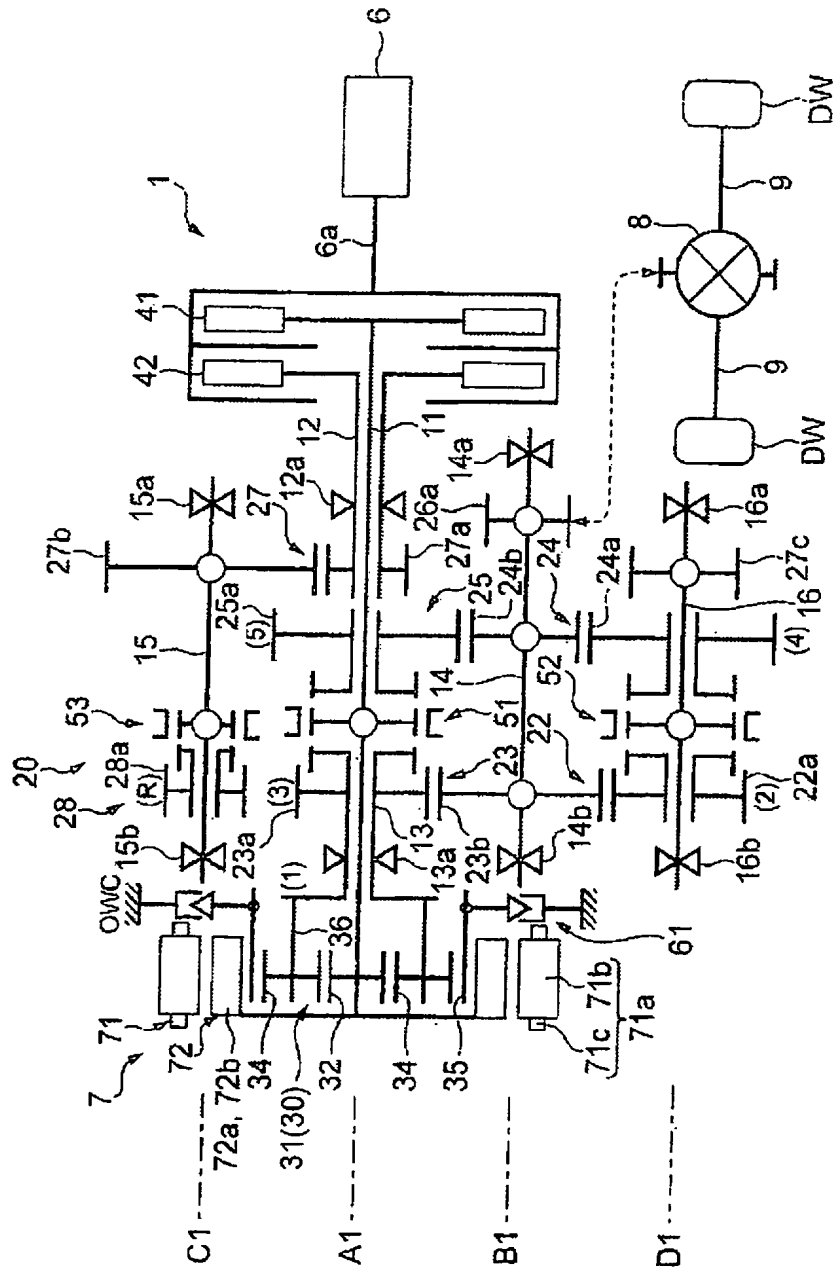 1
6
6a
41
42
12
11
12a
27
27a
27b
15a
15
25a
(5)
25
24b
26a
14a
24
24a
16a
27c
16
(4)
DW
9
8
9
DW
53
51
52
14
20
28
28a
(R)
15b
23a
(3)
23
23b
13
13a
22
22a
(2)
14b
16b
OWC
(1)
36
61
7
71
72
72a, 72b
34
31(30)
32
34
35
71c
71b
71a
C1
A1
B1
D1